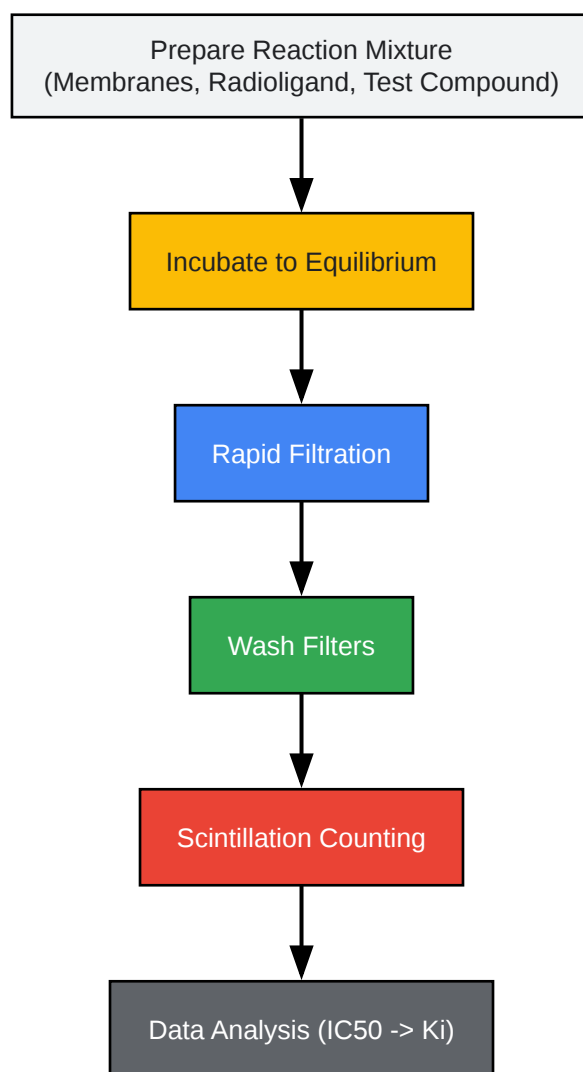 Prepare Reaction Mixture
(Membranes, Radioligand, Test Compound)
Incubate to Equilibrium
Rapid Filtration
Wash Filters
Scintillation Counting
Data Analysis (IC50 -> Ki)